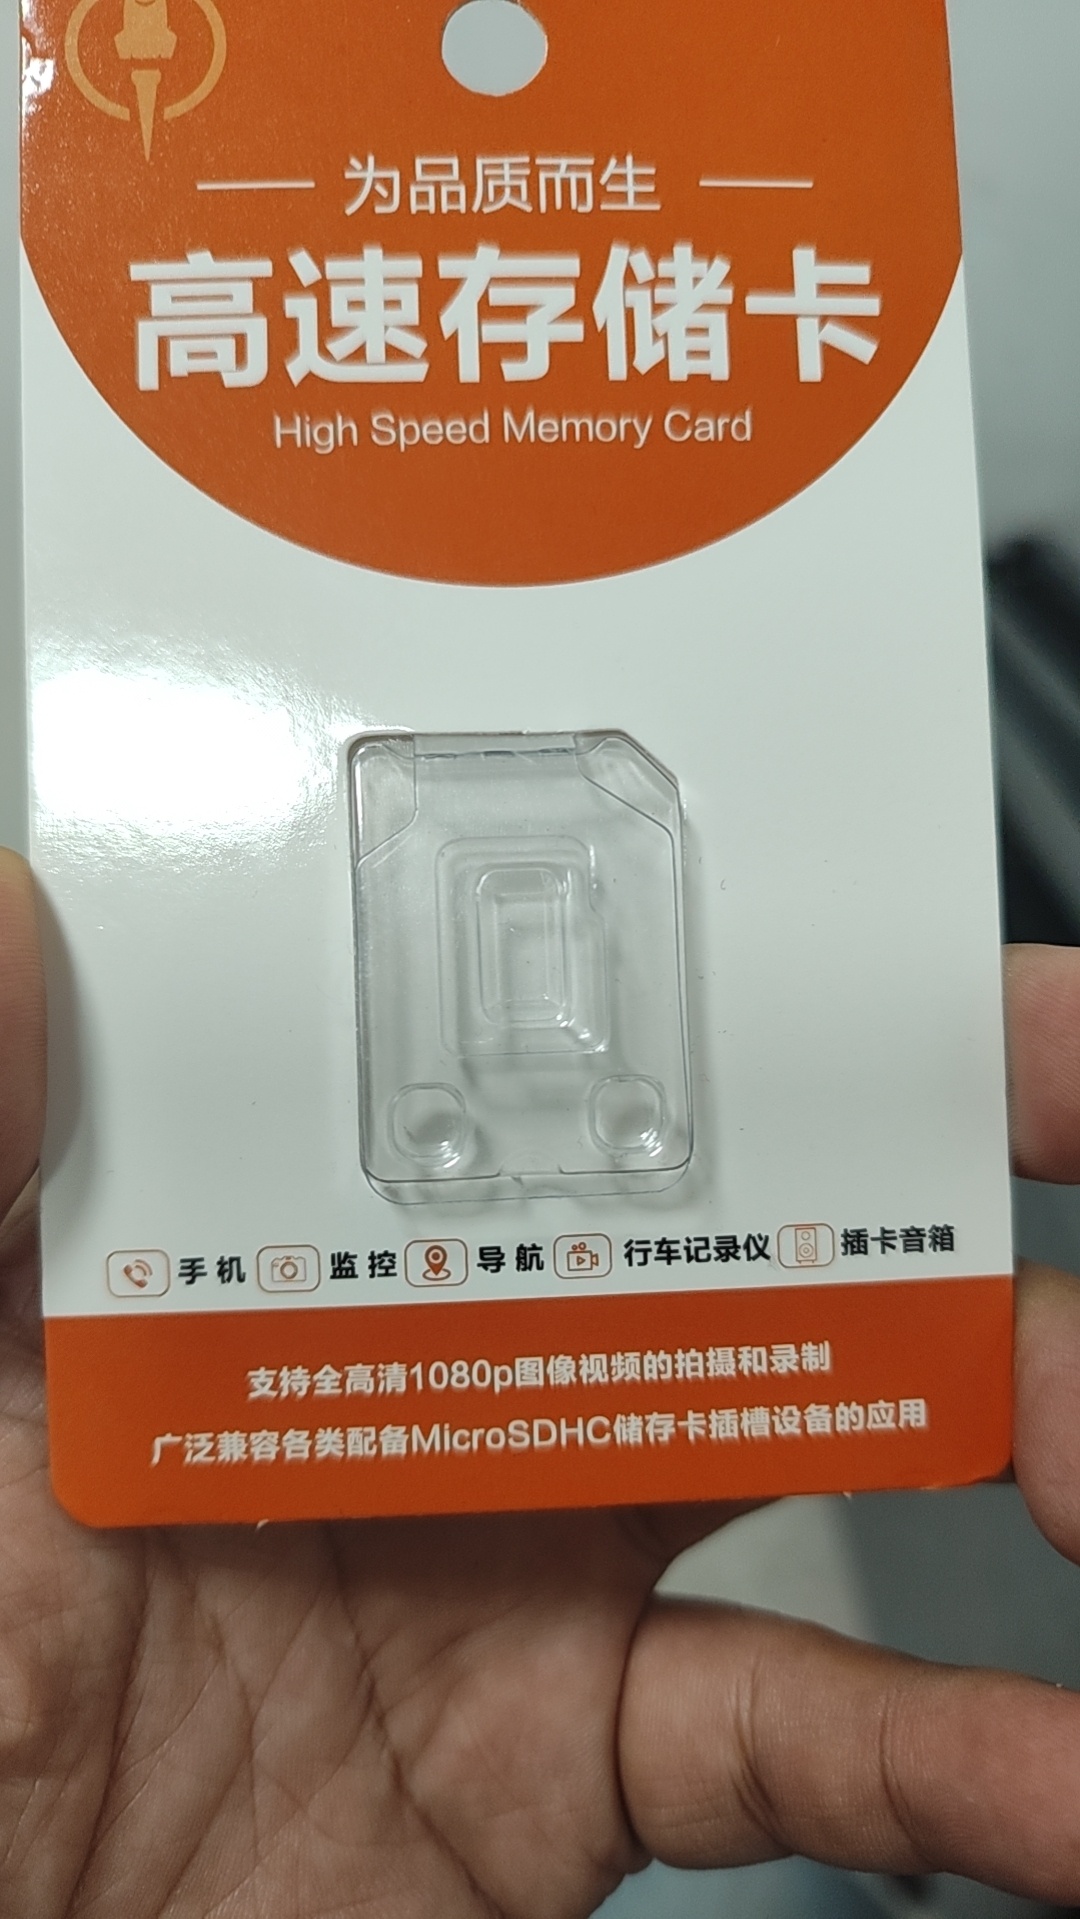 为品质而生
高速存储卡
High Speed Memory Card
手机 监控 导航 行车记录仪 插卡音箱
支持全高清1080p图像视频的拍摄和录制
广泛兼容各类配备MicroSDHC储存卡插槽设备的应用